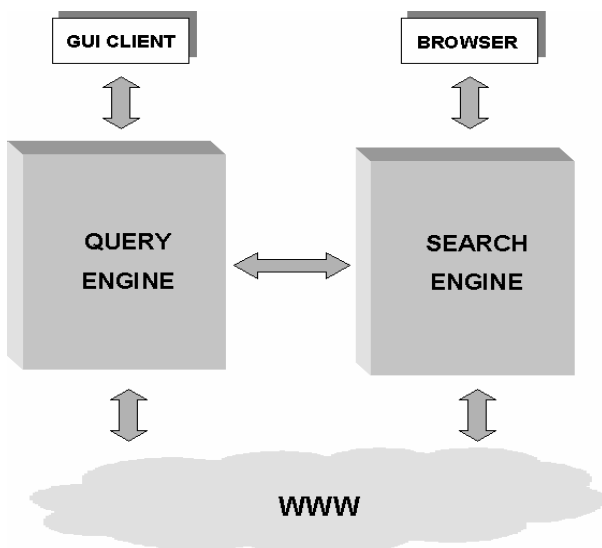 GUI CLIENT
BROWSER
QUERY
ENGINE
SEARCH
ENGINE
WWW